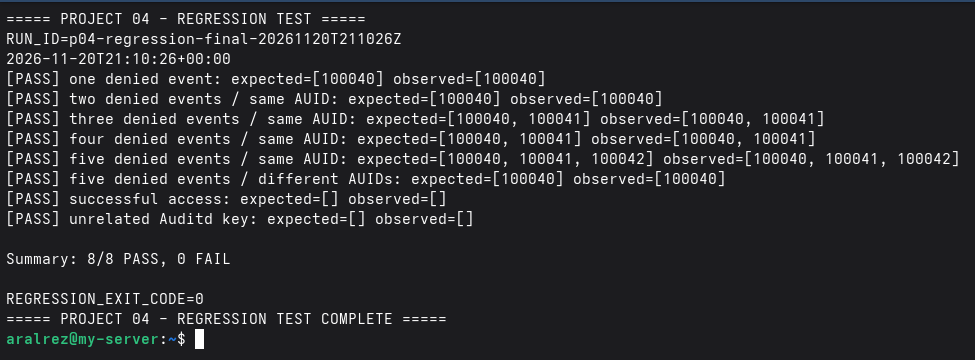 ===== PROJECT 04 - REGRESSION TEST =====
RUN_ID=p04-regression-final-20261120T211026Z
2026-11-20T21:10:26+00:00
[PASS] one denied event: expected=[100040] observed=[100040]
[PASS] two denied events / same AUID: expected=[100040] observed=[100040]
[PASS] three denied events / same AUID: expected=[100040, 100041] observed=[100040, 100041]
[PASS] four denied events / same AUID: expected=[100040, 100041] observed=[100040, 100041]
[PASS] five denied events / same AUID: expected=[100040, 100041, 100042] observed=[100040, 100041, 100042]
[PASS] five denied events / different AUIDs: expected=[100040] observed=[100040]
[PASS] successful access: expected=[] observed=[]
[PASS] unrelated Auditd key: expected=[] observed=[]
Summary: 8/8 PASS, 0 FAIL
REGRESSION_EXIT_CODE=0
===== PROJECT 04 - REGRESSION TEST COMPLETE =====
aralrez@my-server:~$